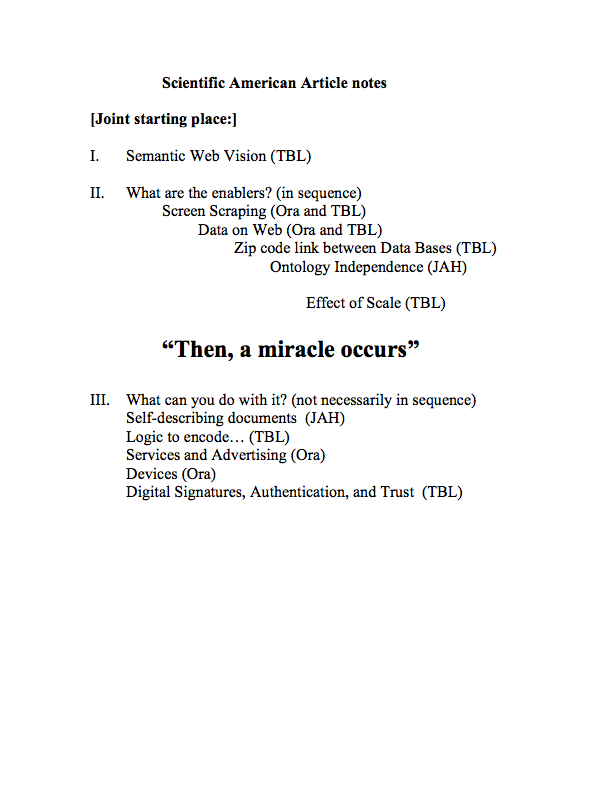 Scientific American Article notes
[Joint starting place:]
I. Semantic Web Vision (TBL)
II. What are the enablers? (in sequence)
Screen Scraping (Ora and TBL)
Data on Web (Ora and TBL)
Zip code link between Data Bases (TBL)
Ontology Independence (JAH)
Effect of Scale (TBL)
“Then, a miracle occurs”
III. What can you do with it? (not necessarily in sequence)
Self-describing documents (JAH)
Logic to encode… (TBL)
Services and Advertising (Ora)
Devices (Ora)
Digital Signatures, Authentication, and Trust (TBL)